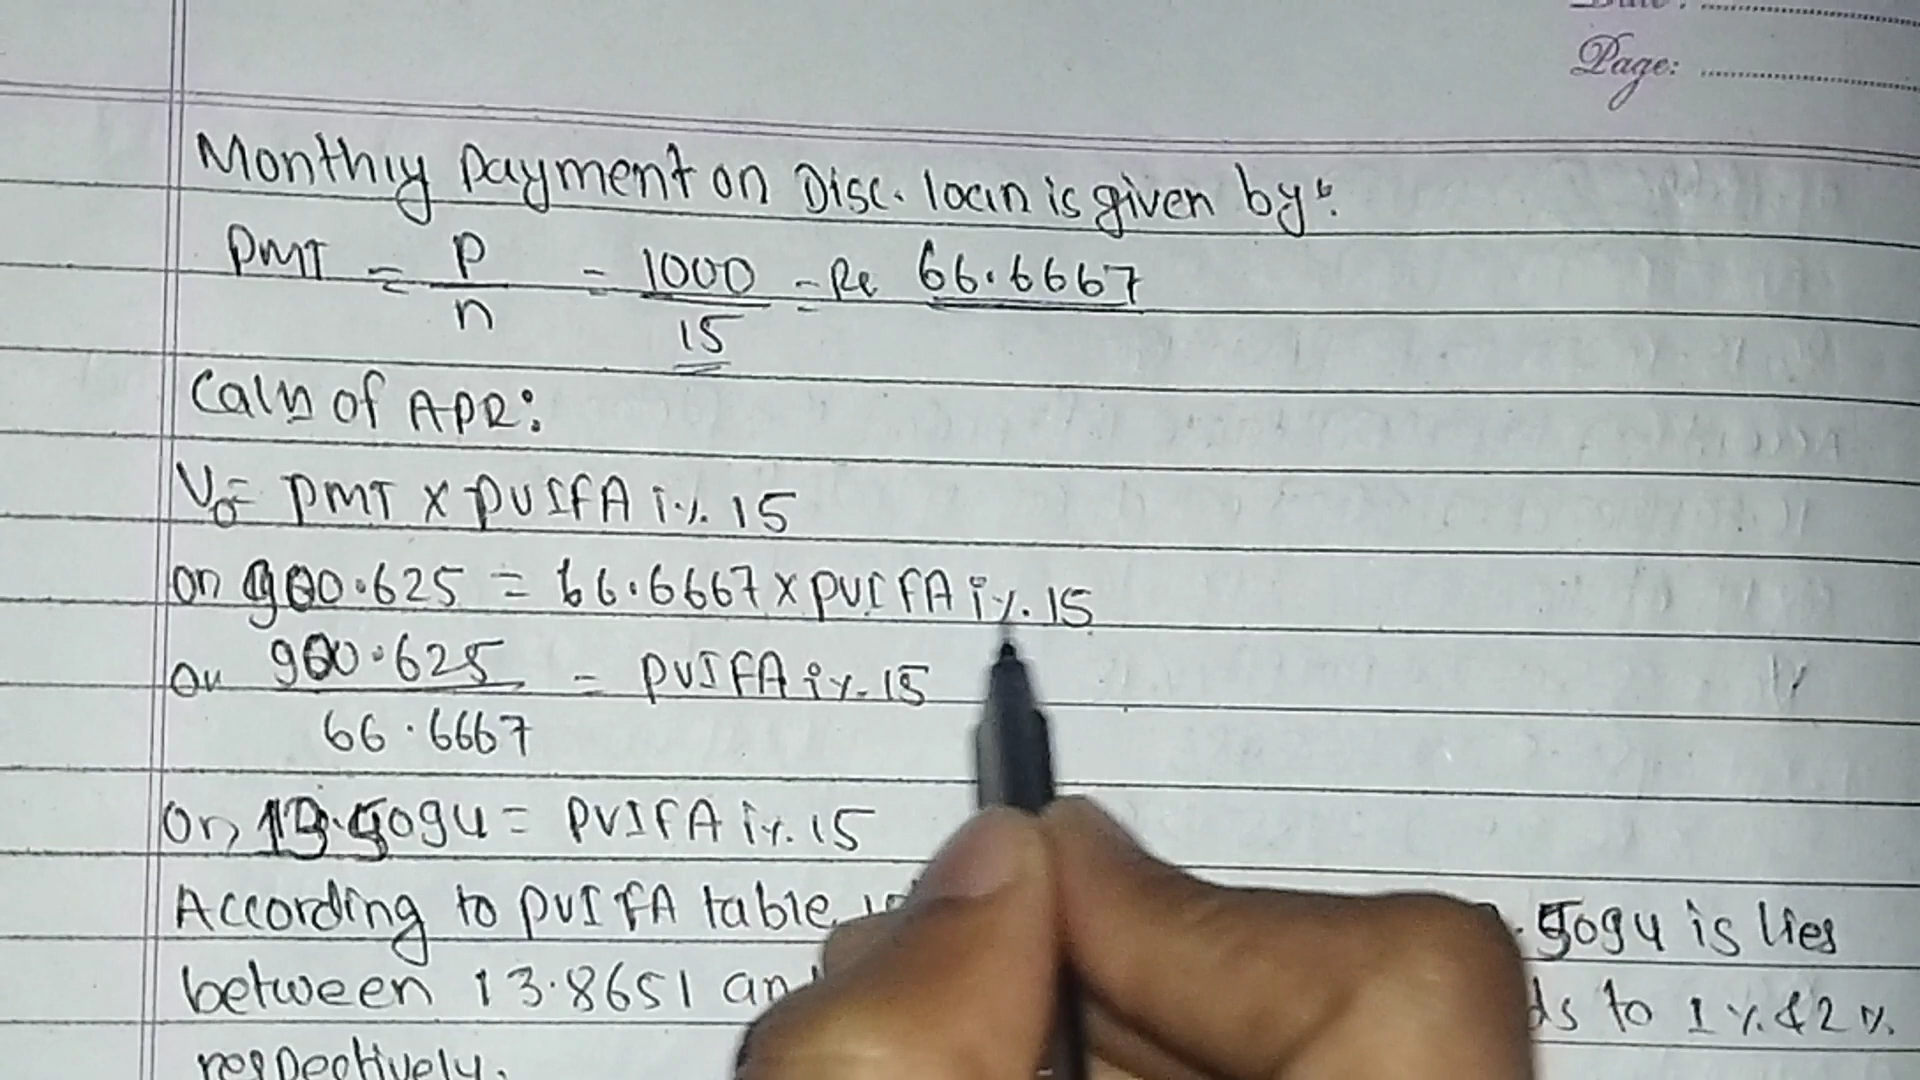 Page:
Monthly Payment on Disc. loan is given by:
PMT = P/n = 1000/15 = Rs 66.6667
Caln of APR:
V0 = PMT X PVIFA i% 15
or 900.625 = 66.6667 x PVIFA i% 15
or 900.625/66.6667 = PVIFA i% 15
or, 13.5094 = PVIFA i% 15
According to PVIFA table 5094 is lies
between 13.8651 to 1% & 2%
respectively.